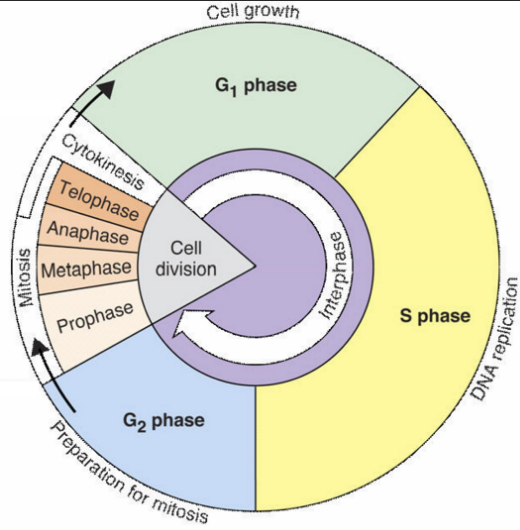 Cell growth
G₁ phase
Cytokinesis
Telophase
Anaphase
Metaphase
Prophase
Mitosis
Cell
division
Interphase
S phase
DNA replication
G₂ phase
Preparation for mitosis